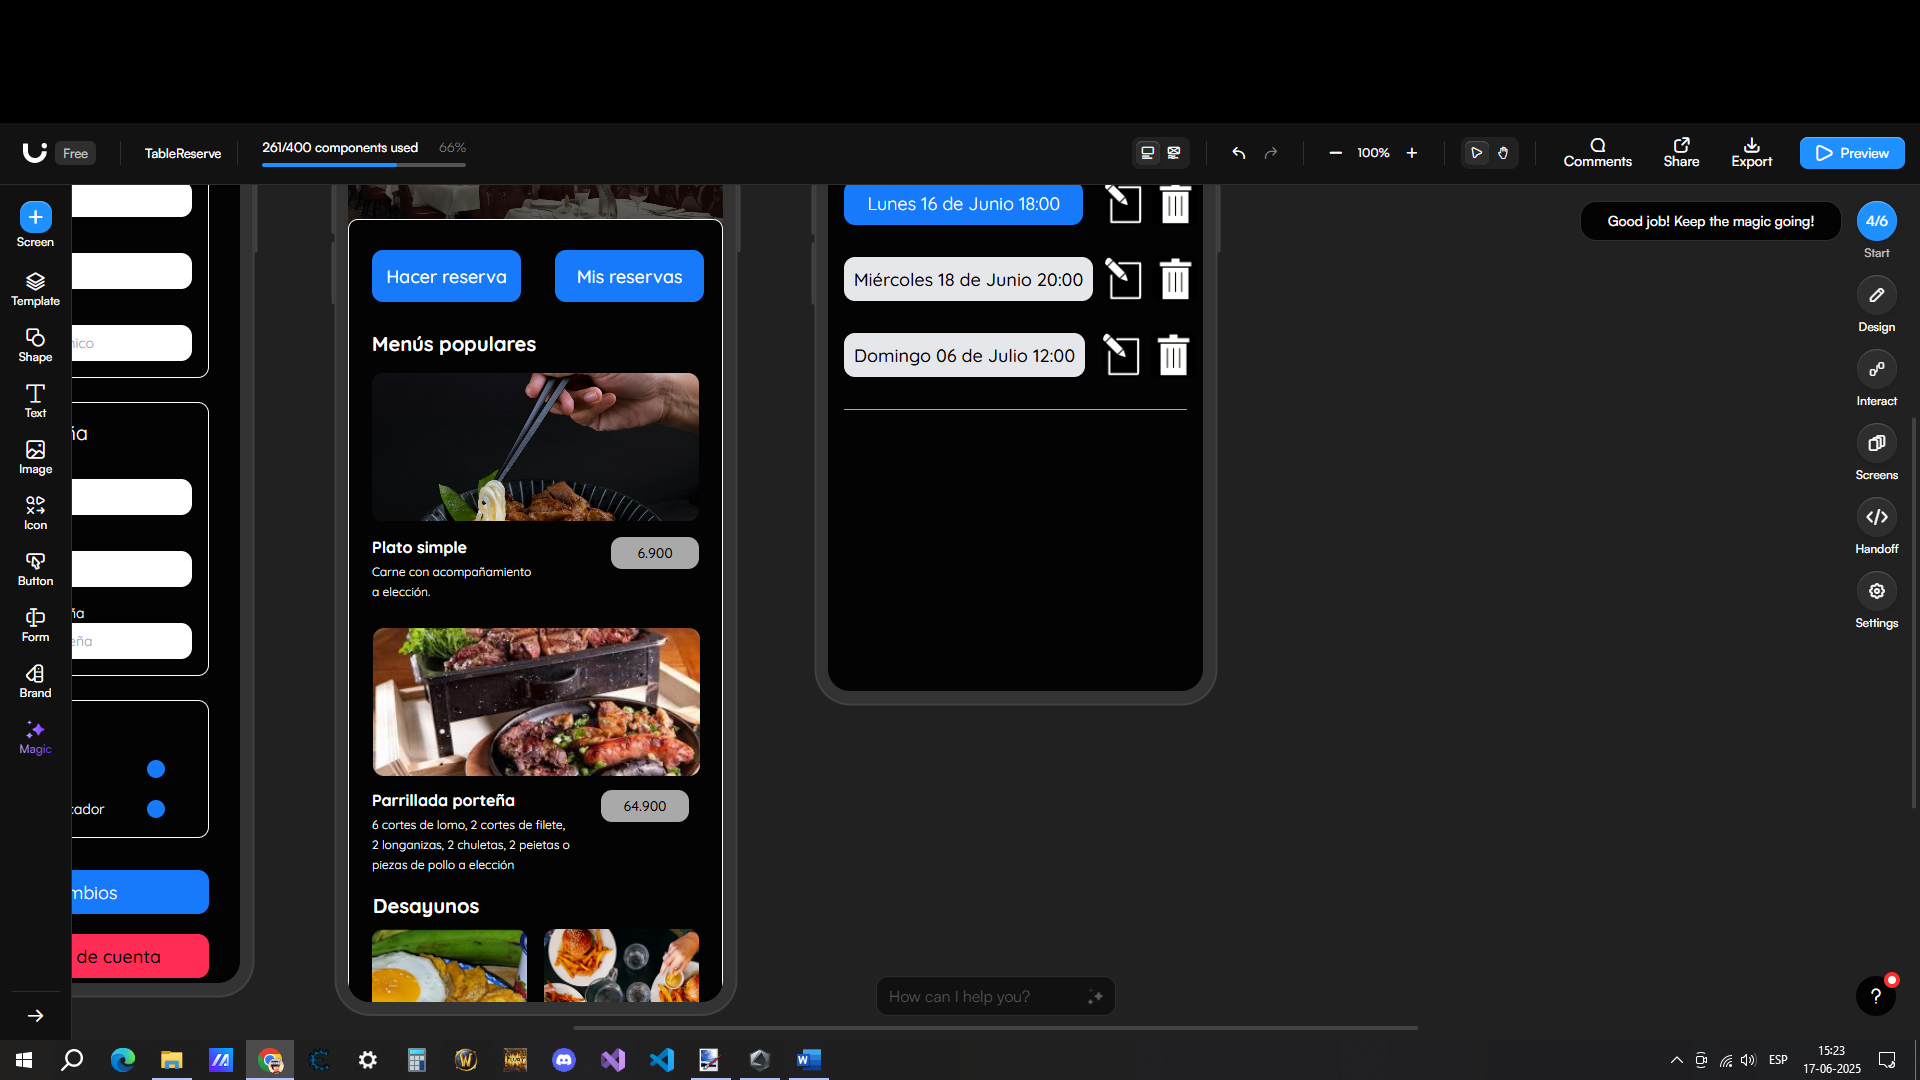 Free
TableReserve
261/400 components used 66%
100%
Comments
Share
Export
Preview
Screen
Template
Shape
Text
Image
Icon
Button
Form
Brand
Magic
nico
ña
ña
eña
cador
mbios
de cuenta
Hacer reserva
Mis reservas
Menús populares
Plato simple
6.900
Carne con acompañamiento
a elección.
Parrillada porteña
64.900
6 cortes de lomo, 2 cortes de filete,
2 longanizas, 2 chuletas, 2 peietas o
piezas de pollo a elección
Desayunos
Lunes 16 de Junio 18:00
Miércoles 18 de Junio 20:00
Domingo 06 de Julio 12:00
Good job! Keep the magic going!
4/6
Start
Design
Interact
Screens
Handoff
Settings
How can I help you?
?
ESP
15:23
17-06-2025